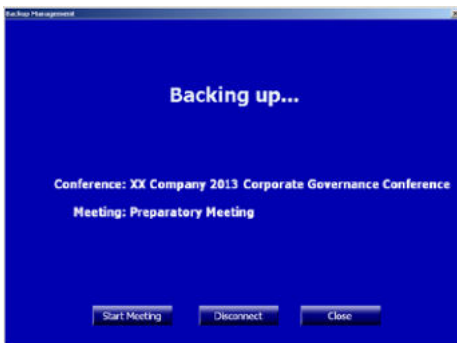 Backup Management
Backing up...
Conference: XX Company 2013 Corporate Governance Conference
Meeting: Preparatory Meeting
Start Meeting
Disconnect
Close